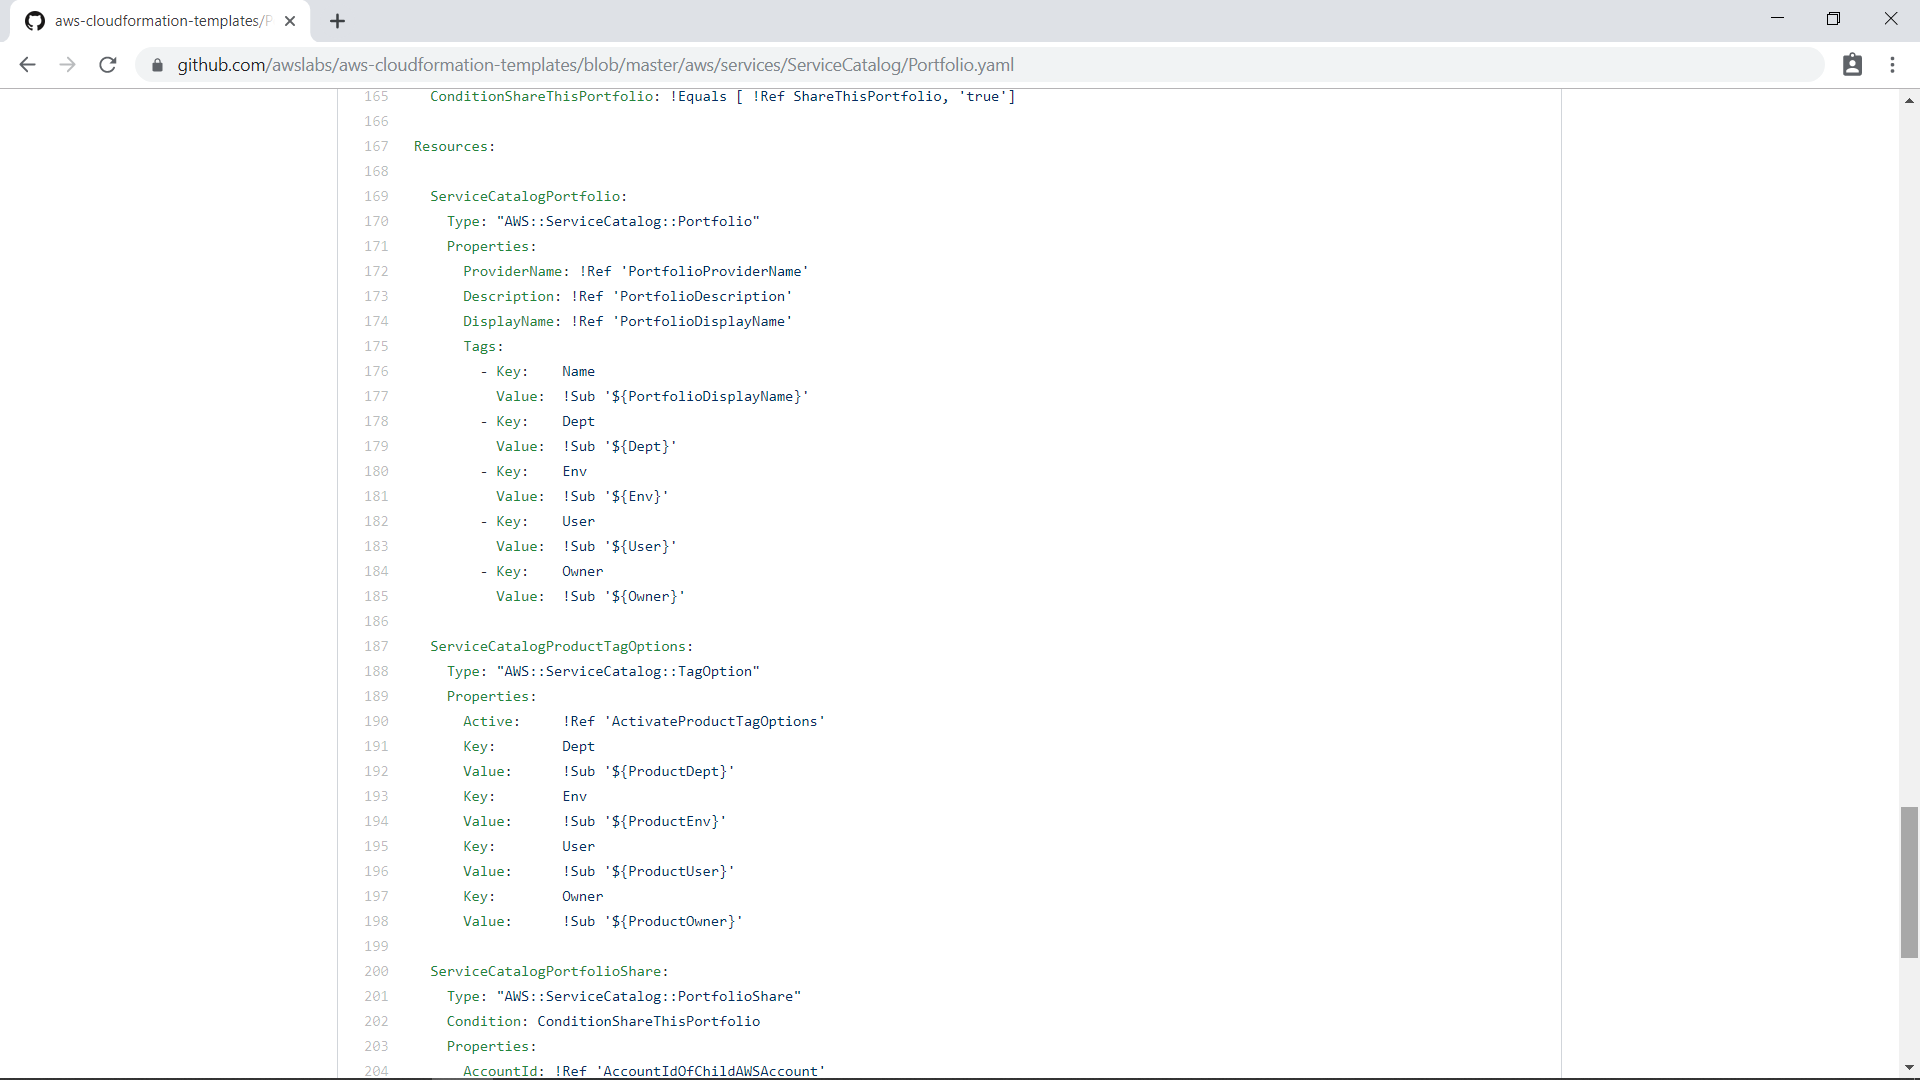 aws-cloudformation-templates/P
github.com/awslabs/aws-cloudformation-templates/blob/master/aws/services/ServiceCatalog/Portfolio.yaml
165 ConditionShareThisPortfolio: !Equals [ !Ref ShareThisPortfolio, 'true']
166
167 Resources:
168
169 ServiceCatalogPortfolio:
170 Type: "AWS::ServiceCatalog::Portfolio"
171 Properties:
172 ProviderName: !Ref 'PortfolioProviderName'
173 Description: !Ref 'PortfolioDescription'
174 DisplayName: !Ref 'PortfolioDisplayName'
175 Tags:
176 - Key: Name
177 Value: !Sub '${PortfolioDisplayName}'
178 - Key: Dept
179 Value: !Sub '${Dept}'
180 - Key: Env
181 Value: !Sub '${Env}'
182 - Key: User
183 Value: !Sub '${User}'
184 - Key: Owner
185 Value: !Sub '${Owner}'
186
187 ServiceCatalogProductTagOptions:
188 Type: "AWS::ServiceCatalog::TagOption"
189 Properties:
190 Active: !Ref 'ActivateProductTagOptions'
191 Key: Dept
192 Value: !Sub '${ProductDept}'
193 Key: Env
194 Value: !Sub '${ProductEnv}'
195 Key: User
196 Value: !Sub '${ProductUser}'
197 Key: Owner
198 Value: !Sub '${ProductOwner}'
199
200 ServiceCatalogPortfolioShare:
201 Type: "AWS::ServiceCatalog::PortfolioShare"
202 Condition: ConditionShareThisPortfolio
203 Properties:
204 AccountId: !Ref 'AccountIdOfChildAWSAccount'